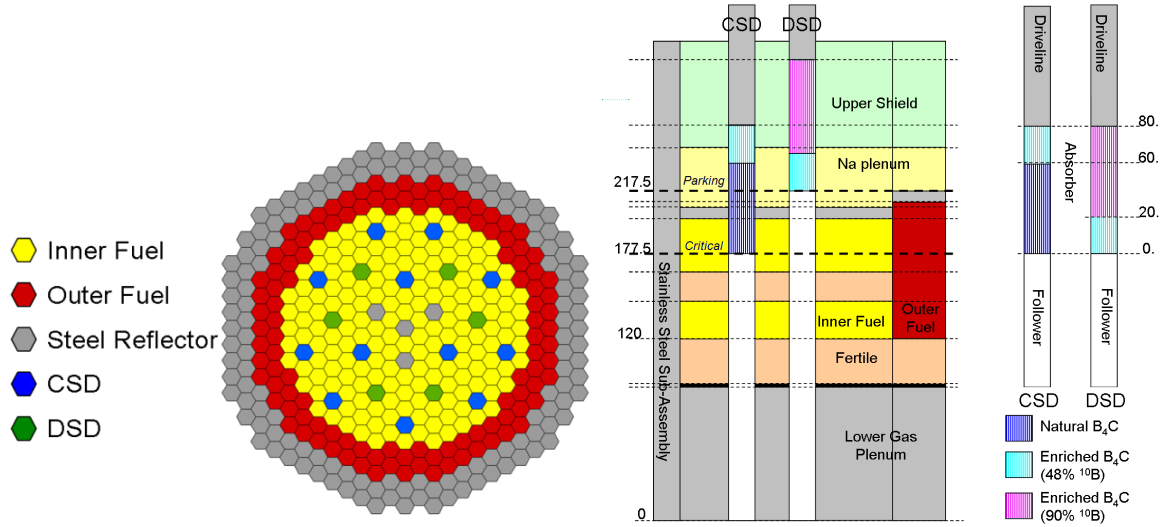 Inner Fuel
Outer Fuel
Steel Reflector
CSD
DSD
CSD
DSD
Upper Shield
Na plenum
217.5
Parking
Critical
177.5
Inner Fuel
Outer
Fuel
120
Fertile
Stainless Steel Sub-Assembly
Lower Gas
Plenum
0
Driveline
Driveline
80.
Absorber
60.
20.
0.
Follower
Follower
CSD
DSD
Natural B₄C
Enriched B₄C
(48% ¹⁰B)
Enriched B₄C
(90% ¹⁰B)